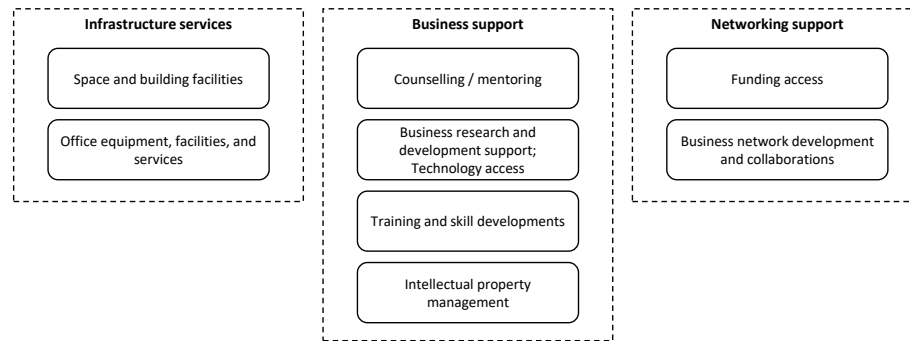 Infrastructure services
Space and building facilities
Office equipment, facilities, and
services
Business support
Counselling / mentoring
Business research and
development support;
Technology access
Training and skill developments
Intellectual property
management
Networking support
Funding access
Business network development
and collaborations